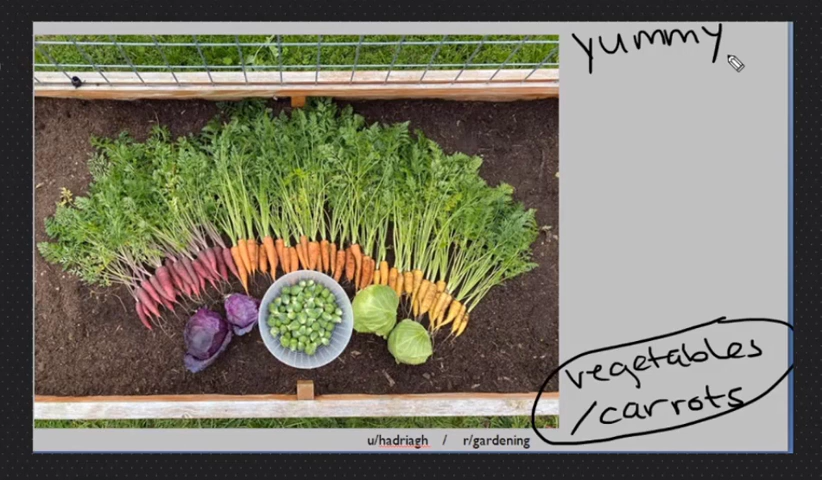 yummy
vegetables
/carrots
u/hadriagh / r/gardening